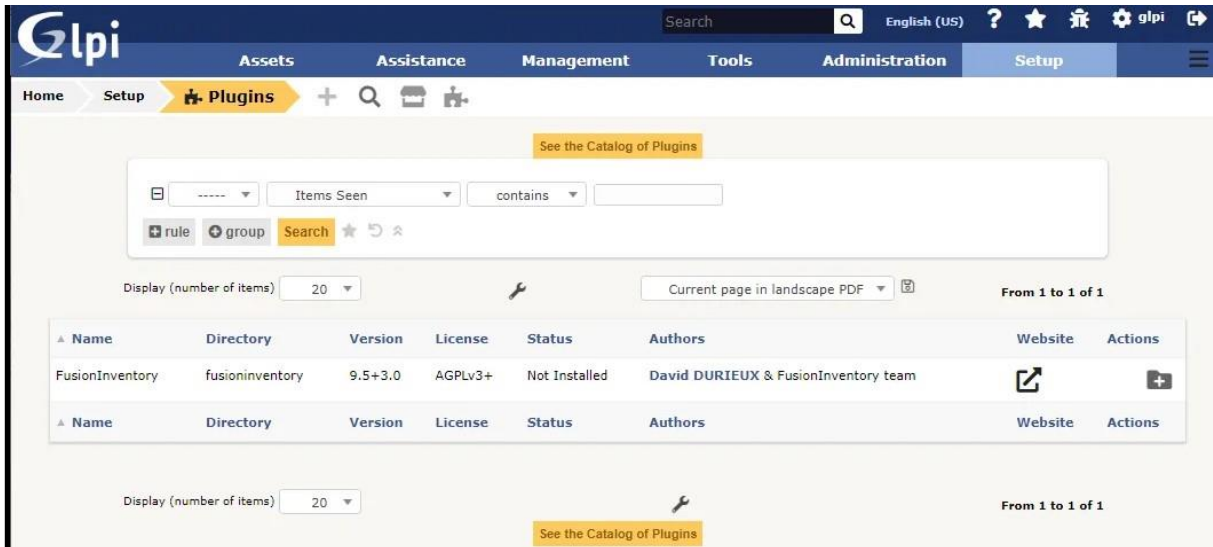 Glpi
Search English (US) ? glpi
Assets Assistance Management Tools Administration Setup
Home Setup Plugins
See the Catalog of Plugins
----- Items Seen contains
rule group Search
Display (number of items) 20 Current page in landscape PDF From 1 to 1 of 1
Name Directory Version License Status Authors Website Actions
FusionInventory fusioninventory 9.5+3.0 AGPLv3+ Not Installed David DURIEUX & FusionInventory team
Name Directory Version License Status Authors Website Actions
Display (number of items) 20 From 1 to 1 of 1
See the Catalog of Plugins